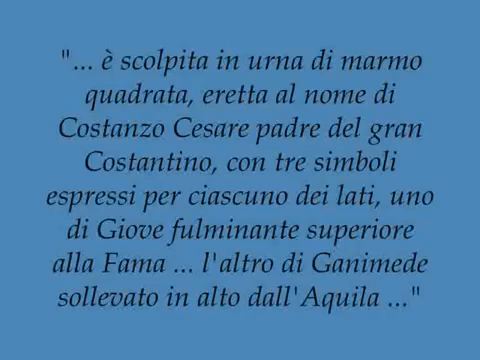 "... è scolpita in urna di marmo
quadrata, eretta al nome di
Costanzo Cesare padre del gran
Costantino, con tre simboli
espressi per ciascuno dei lati, uno
di Giove fulminante superiore
alla Fama ... l'altro di Ganimede
sollevato in alto dall'Aquila ..."